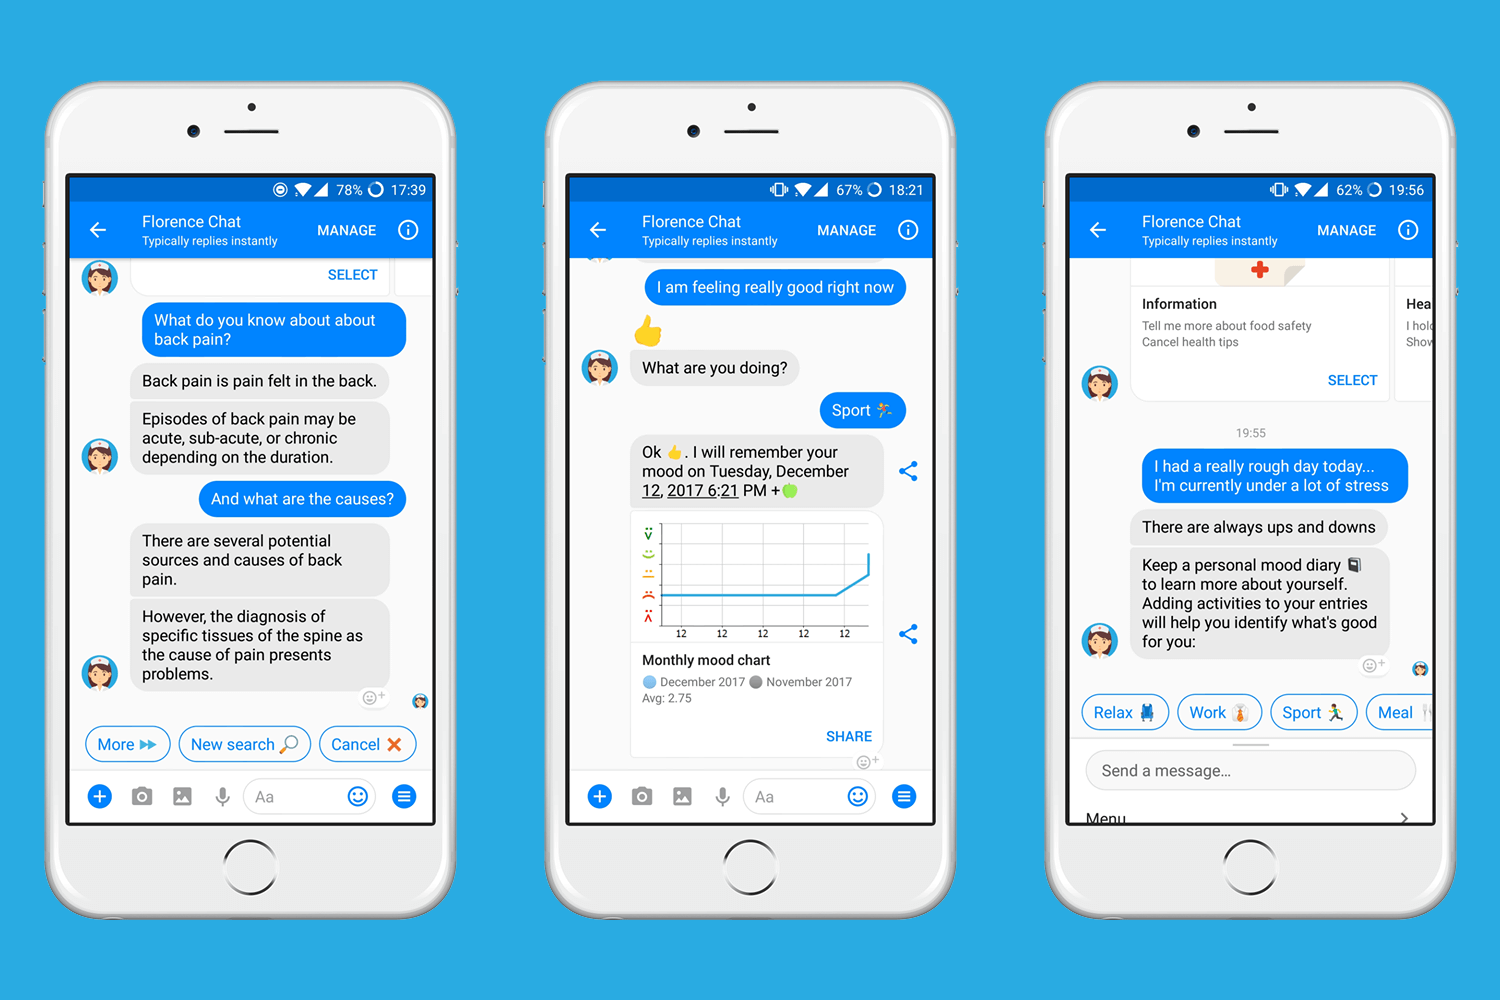 78% 17:39
Florence Chat
Typically replies instantly
MANAGE
SELECT
What do you know about about
back pain?
Back pain is pain felt in the back.
Episodes of back pain may be
acute, sub-acute, or chronic
depending on the duration.
And what are the causes?
There are several potential
sources and causes of back
pain.
However, the diagnosis of
specific tissues of the spine as
the cause of pain presents
problems.
More
New search
Cancel
Aa
67% 18:21
Florence Chat
Typically replies instantly
MANAGE
I am feeling really good right now
What are you doing?
Sport
Ok 👍. I will remember your
mood on Tuesday, December
12, 2017 6:21 PM +🍏
12 12 12 12 12
Monthly mood chart
December 2017 November 2017
Avg: 2.75
SHARE
Aa
62% 19:56
Florence Chat
Typically replies instantly
MANAGE
Information
Tell me more about food safety
Cancel health tips
SELECT
Hea
I hold
Show
19:55
I had a really rough day today...
I'm currently under a lot of stress
There are always ups and downs
Keep a personal mood diary
to learn more about yourself.
Adding activities to your entries
will help you identify what's good
for you:
Relax
Work
Sport
Meal
Send a message...
Menu